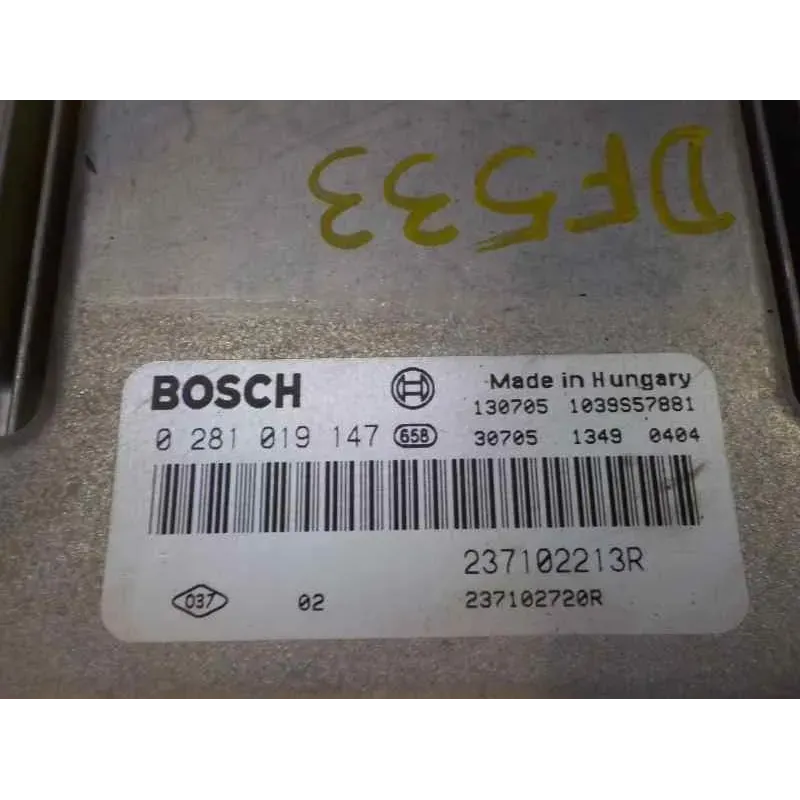 DF533
BOSCH Made in Hungary
130705 1039S57881
0 281 019 147 658 30705 1349 0404
237102213R
037 02 237102720R